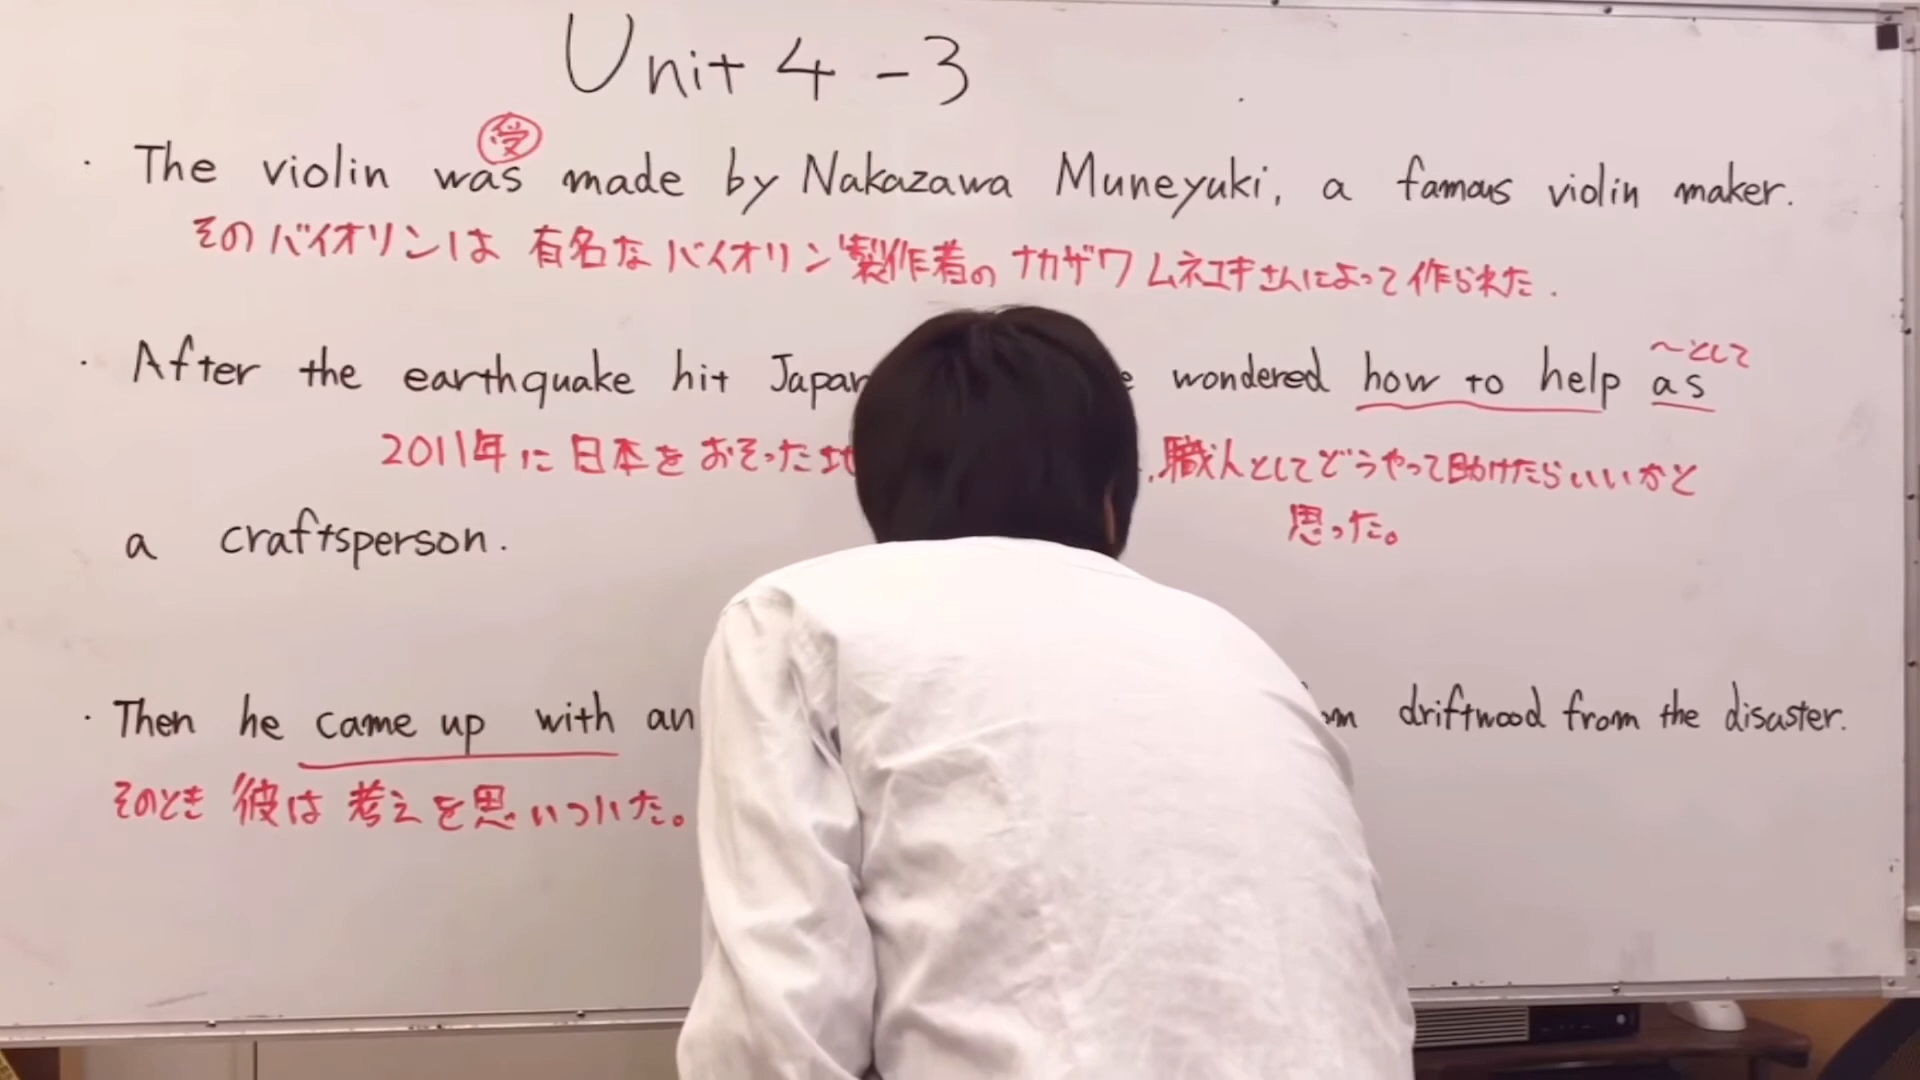 Unit 4-3
受
・The violin was made by Nakazawa Muneyuki, a famous violin maker.
そのバイオリンは有名なバイオリン製作者のナカザワムネユキさんによって作られた.
〜として
・After the earthquake hit Japan wondered how to help as
2011年に日本をおそった 職人としてどうやって助けたらいいかと
思った。
a craftsperson.
・Then he came up with an driftwood from the disaster.
そのとき彼は考えを思いついた。